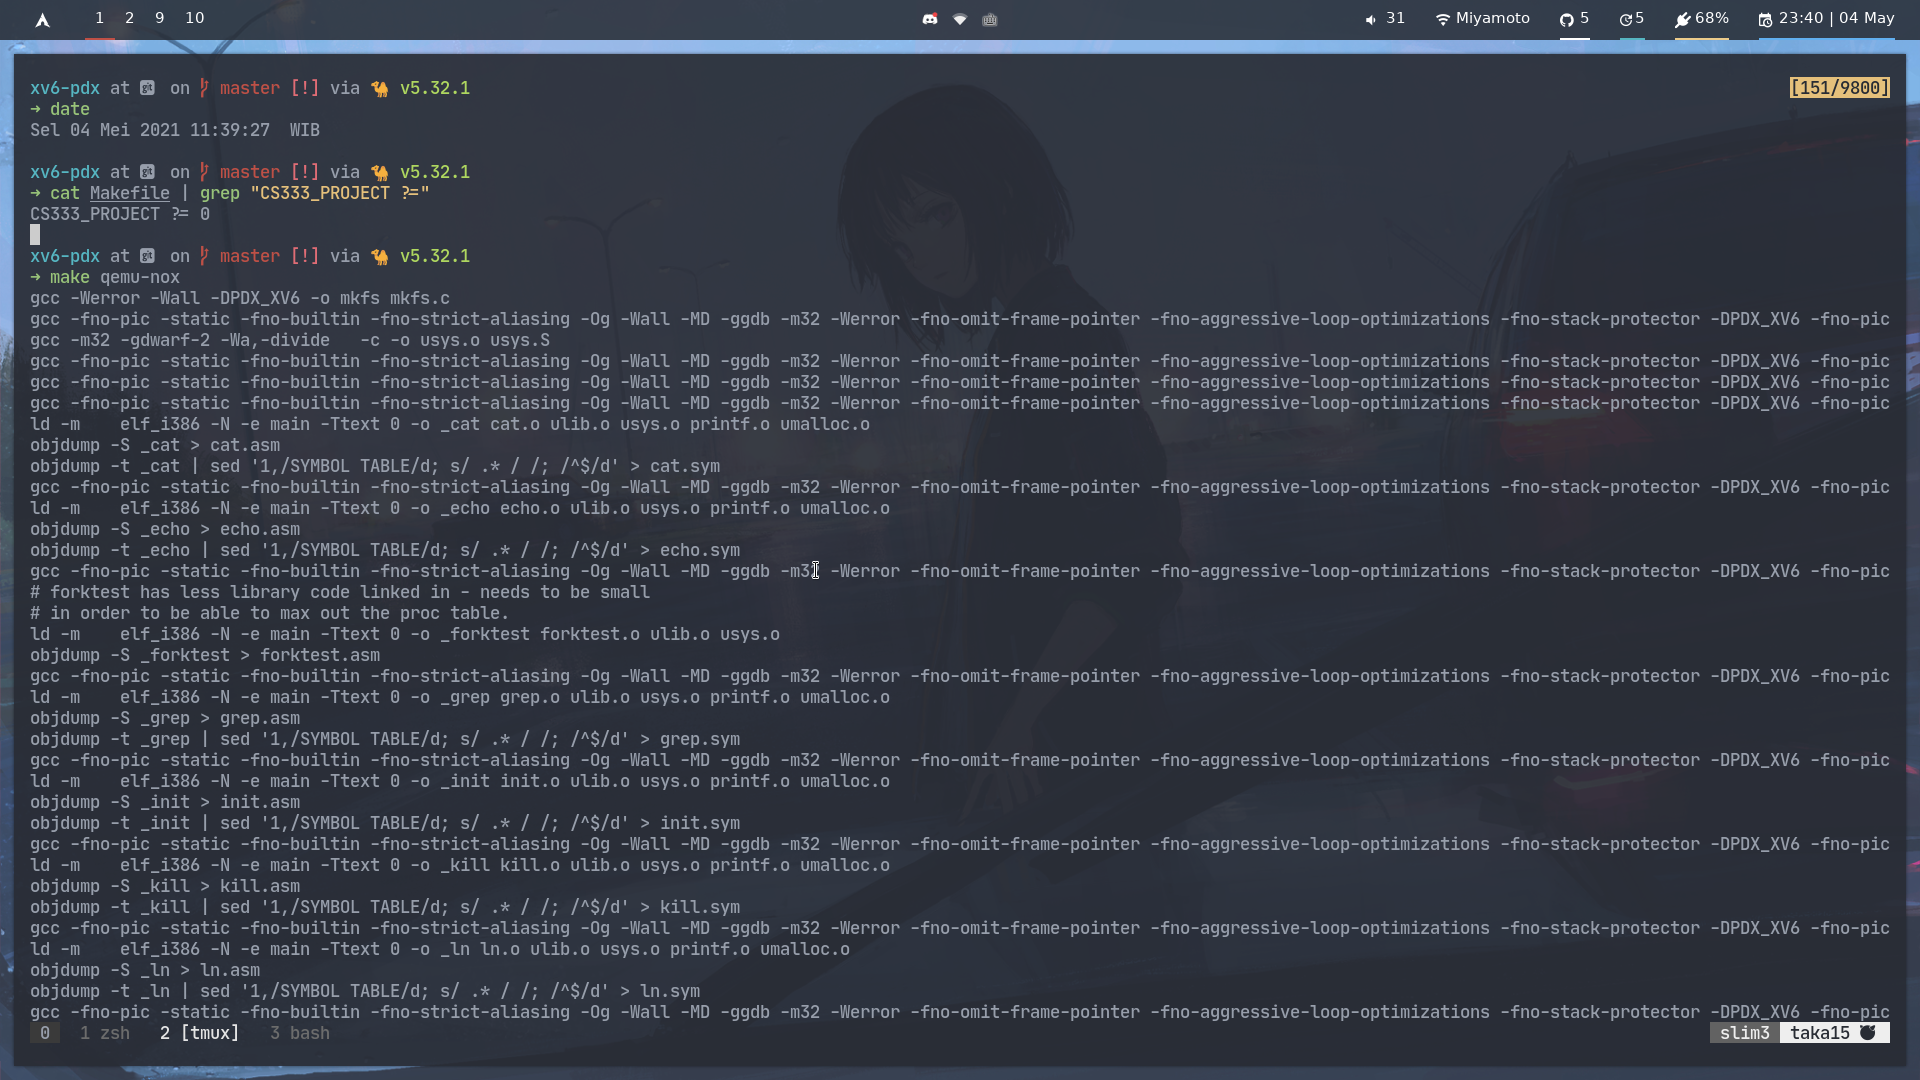 1 2 9 10 31 Miyamoto 5 5 68% 23:40 | 04 May
xv6-pdx at git on master [!] via 🐪 v5.32.1 [151/9800]
→ date
Sel 04 Mei 2021 11:39:27  WIB
xv6-pdx at git on master [!] via 🐪 v5.32.1
→ cat Makefile | grep "CS333_PROJECT ?="
CS333_PROJECT ?= 0
xv6-pdx at git on master [!] via 🐪 v5.32.1
→ make qemu-nox
gcc -Werror -Wall -DPDX_XV6 -o mkfs mkfs.c
gcc -fno-pic -static -fno-builtin -fno-strict-aliasing -Og -Wall -MD -ggdb -m32 -Werror -fno-omit-frame-pointer -fno-aggressive-loop-optimizations -fno-stack-protector -DPDX_XV6 -fno-pic
gcc -m32 -gdwarf-2 -Wa,-divide   -c -o usys.o usys.S
gcc -fno-pic -static -fno-builtin -fno-strict-aliasing -Og -Wall -MD -ggdb -m32 -Werror -fno-omit-frame-pointer -fno-aggressive-loop-optimizations -fno-stack-protector -DPDX_XV6 -fno-pic
gcc -fno-pic -static -fno-builtin -fno-strict-aliasing -Og -Wall -MD -ggdb -m32 -Werror -fno-omit-frame-pointer -fno-aggressive-loop-optimizations -fno-stack-protector -DPDX_XV6 -fno-pic
gcc -fno-pic -static -fno-builtin -fno-strict-aliasing -Og -Wall -MD -ggdb -m32 -Werror -fno-omit-frame-pointer -fno-aggressive-loop-optimizations -fno-stack-protector -DPDX_XV6 -fno-pic
ld -m    elf_i386 -N -e main -Ttext 0 -o _cat cat.o ulib.o usys.o printf.o umalloc.o
objdump -S _cat > cat.asm
objdump -t _cat | sed '1,/SYMBOL TABLE/d; s/ .* / /; /^$/d' > cat.sym
gcc -fno-pic -static -fno-builtin -fno-strict-aliasing -Og -Wall -MD -ggdb -m32 -Werror -fno-omit-frame-pointer -fno-aggressive-loop-optimizations -fno-stack-protector -DPDX_XV6 -fno-pic
ld -m    elf_i386 -N -e main -Ttext 0 -o _echo echo.o ulib.o usys.o printf.o umalloc.o
objdump -S _echo > echo.asm
objdump -t _echo | sed '1,/SYMBOL TABLE/d; s/ .* / /; /^$/d' > echo.sym
gcc -fno-pic -static -fno-builtin -fno-strict-aliasing -Og -Wall -MD -ggdb -m32 -Werror -fno-omit-frame-pointer -fno-aggressive-loop-optimizations -fno-stack-protector -DPDX_XV6 -fno-pic
# forktest has less library code linked in - needs to be small
# in order to be able to max out the proc table.
ld -m    elf_i386 -N -e main -Ttext 0 -o _forktest forktest.o ulib.o usys.o
objdump -S _forktest > forktest.asm
gcc -fno-pic -static -fno-builtin -fno-strict-aliasing -Og -Wall -MD -ggdb -m32 -Werror -fno-omit-frame-pointer -fno-aggressive-loop-optimizations -fno-stack-protector -DPDX_XV6 -fno-pic
ld -m    elf_i386 -N -e main -Ttext 0 -o _grep grep.o ulib.o usys.o printf.o umalloc.o
objdump -S _grep > grep.asm
objdump -t _grep | sed '1,/SYMBOL TABLE/d; s/ .* / /; /^$/d' > grep.sym
gcc -fno-pic -static -fno-builtin -fno-strict-aliasing -Og -Wall -MD -ggdb -m32 -Werror -fno-omit-frame-pointer -fno-aggressive-loop-optimizations -fno-stack-protector -DPDX_XV6 -fno-pic
ld -m    elf_i386 -N -e main -Ttext 0 -o _init init.o ulib.o usys.o printf.o umalloc.o
objdump -S _init > init.asm
objdump -t _init | sed '1,/SYMBOL TABLE/d; s/ .* / /; /^$/d' > init.sym
gcc -fno-pic -static -fno-builtin -fno-strict-aliasing -Og -Wall -MD -ggdb -m32 -Werror -fno-omit-frame-pointer -fno-aggressive-loop-optimizations -fno-stack-protector -DPDX_XV6 -fno-pic
ld -m    elf_i386 -N -e main -Ttext 0 -o _kill kill.o ulib.o usys.o printf.o umalloc.o
objdump -S _kill > kill.asm
objdump -t _kill | sed '1,/SYMBOL TABLE/d; s/ .* / /; /^$/d' > kill.sym
gcc -fno-pic -static -fno-builtin -fno-strict-aliasing -Og -Wall -MD -ggdb -m32 -Werror -fno-omit-frame-pointer -fno-aggressive-loop-optimizations -fno-stack-protector -DPDX_XV6 -fno-pic
ld -m    elf_i386 -N -e main -Ttext 0 -o _ln ln.o ulib.o usys.o printf.o umalloc.o
objdump -S _ln > ln.asm
objdump -t _ln | sed '1,/SYMBOL TABLE/d; s/ .* / /; /^$/d' > ln.sym
gcc -fno-pic -static -fno-builtin -fno-strict-aliasing -Og -Wall -MD -ggdb -m32 -Werror -fno-omit-frame-pointer -fno-aggressive-loop-optimizations -fno-stack-protector -DPDX_XV6 -fno-pic
0 1 zsh 2 [tmux] 3 bash slim3 taka15